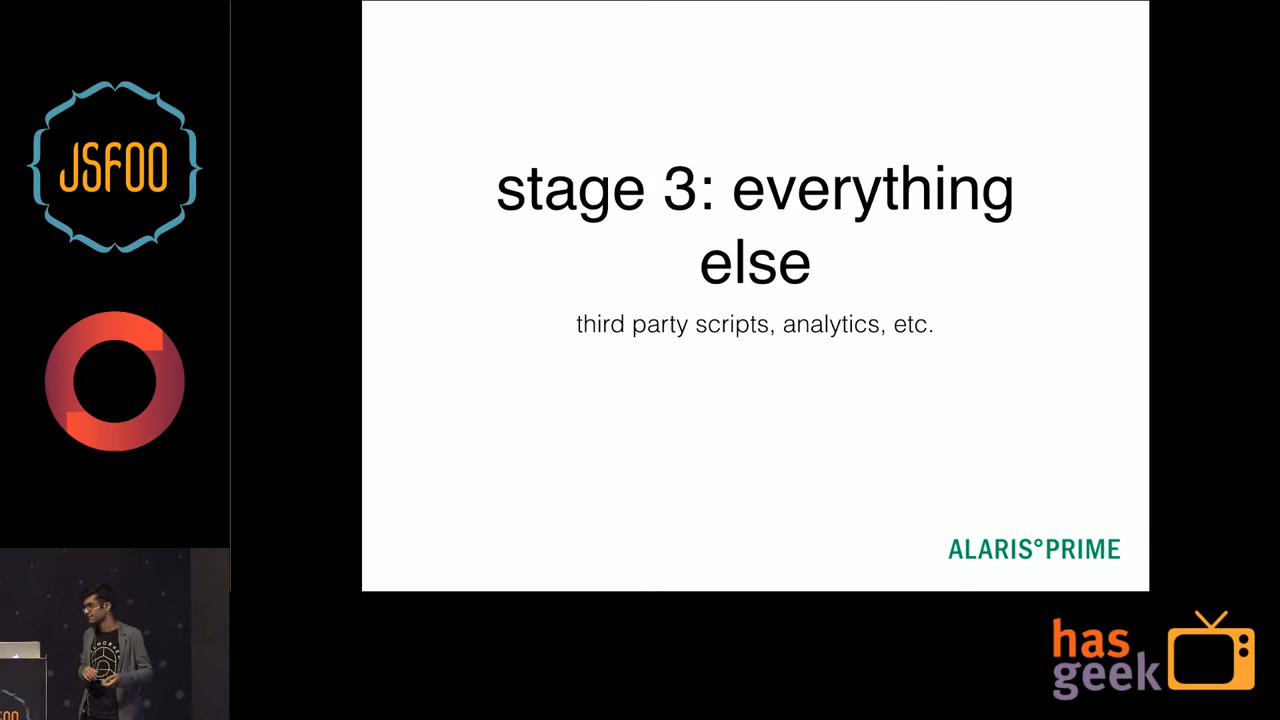 JSFOO
stage 3: everything
else
third party scripts, analytics, etc.
ALARIS°PRIME
has
geek